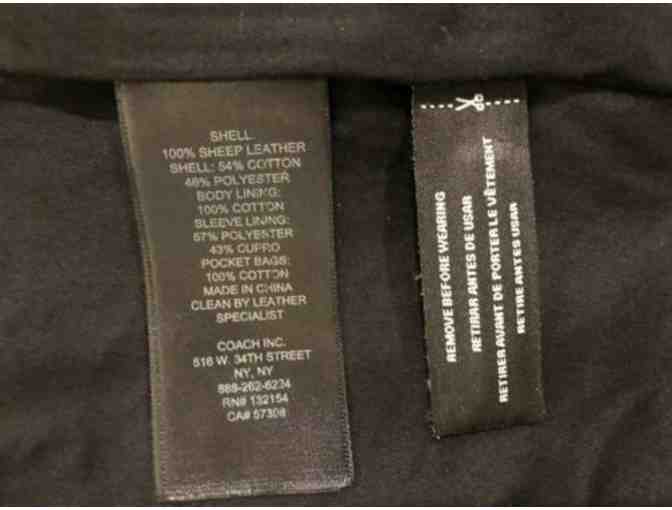 SHELL:
100% SHEEP LEATHER
SHELL: 54% COTTON
46% POLYESTER
BODY LINING:
100% COTTON
SLEEVE LINING:
57% POLYESTER
43% CUPRO
POCKET BAGS:
100% COTTON
MADE IN CHINA
CLEAN BY LEATHER
SPECIALIST
COACH INC.
516 W. 34TH STREET
NY, NY
888-262-6234
RN# 132154
CA# 57308
REMOVE BEFORE WEARING
RETIRAR ANTES DE USAR
RETIRER AVANT DE PORTER LE VÊTEMENT
RETIRE ANTES USAR